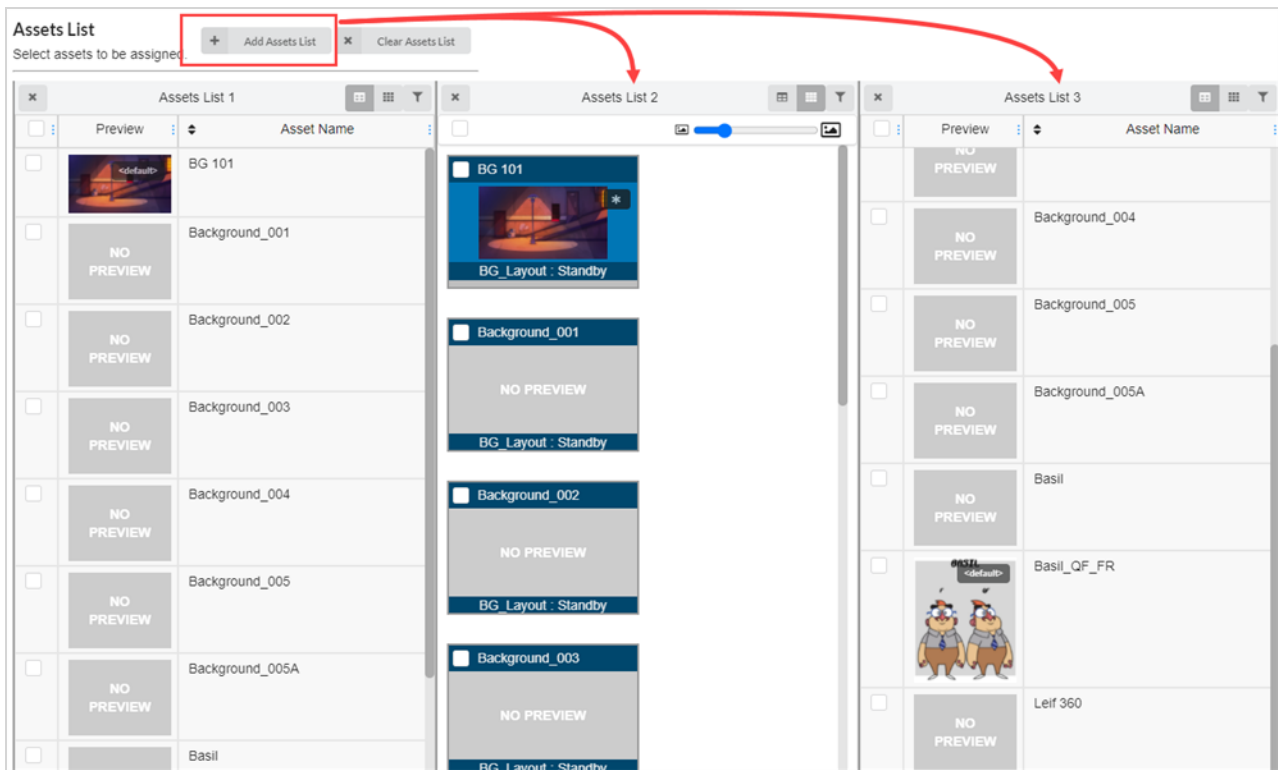 Assets List
Select assets to be assigned.
Add Assets List
Clear Assets List
Assets List 1
Preview
Asset Name
<default>
BG 101
NO
PREVIEW
Background_001
NO
PREVIEW
Background_002
NO
PREVIEW
Background_003
NO
PREVIEW
Background_004
NO
PREVIEW
Background_005
NO
PREVIEW
Background_005A
Basil
Assets List 2
BG 101
BG_Layout : Standby
Background_001
NO PREVIEW
BG_Layout : Standby
Background_002
NO PREVIEW
BG_Layout : Standby
Background_003
NO PREVIEW
BG_Layout : Standby
Assets List 3
Preview
Asset Name
NO
PREVIEW
Background_004
NO
PREVIEW
Background_005
NO
PREVIEW
Background_005A
NO
PREVIEW
Basil
NO
PREVIEW
Basil_QF_FR
BASIL
<default>
Leif 360
NO
PREVIEW